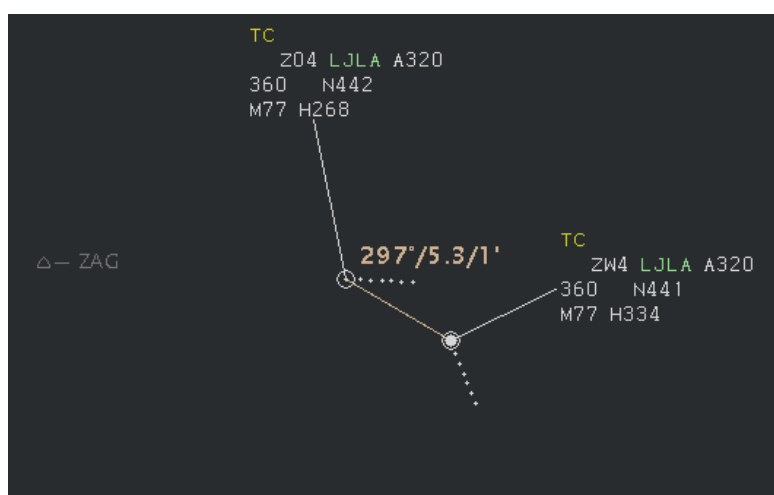 TC
Z04 LJLA A320
360 N442
M77 H268
297°/5.3/1'
TC
ZW4 LJLA A320
360 N441
M77 H334
ZAG